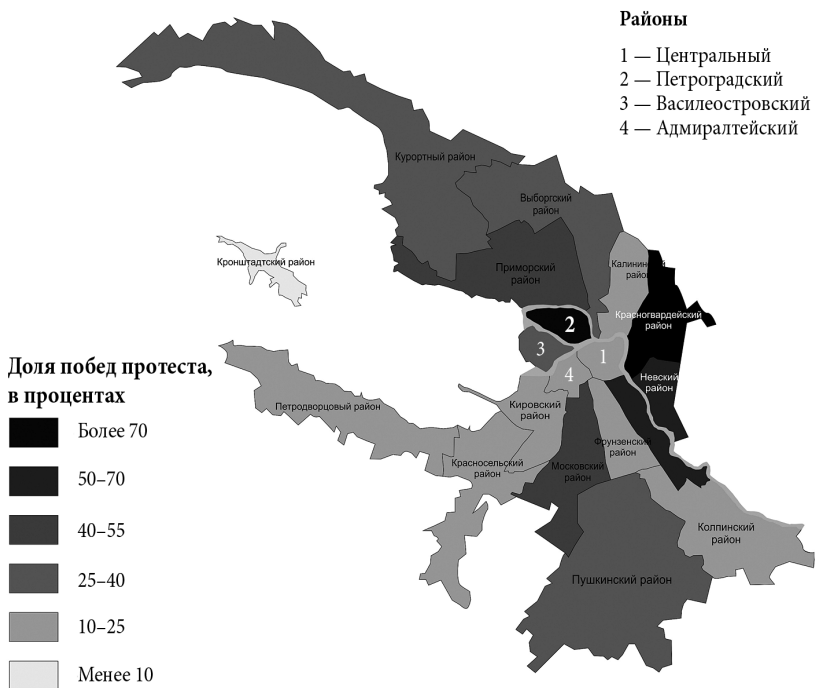 Районы
1 — Центральный
2 — Петроградский
3 — Василеостровский
4 — Адмиралтейский
Курортный район
Выборгский
район
Кронштадтский район
Приморский
район
Калининский
район
Красногвардейский
район
2
3
1
4
Невский
район
Доля побед протеста,
в процентах
Более 70
50–70
40–55
25–40
10–25
Менее 10
Петродворцовый район
Кировский
район
Красносельский
район
Московский
район
Фрунзенский
район
Колпинский
район
Пушкинский район